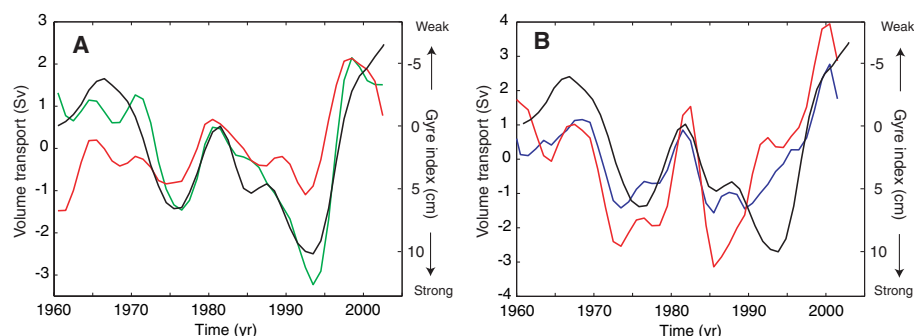 A
Volume transport (Sv)
3
2
1
0
-1
-2
-3
1960
1970
1980
1990
2000
Time (yr)
Weak
-5
0
5
10
Strong
Gyre index (cm)
B
Volume transport (Sv)
4
3
2
1
0
-1
-2
-3
-4
1960
1970
1980
1990
2000
Time (yr)
Weak
-5
0
5
10
Strong
Gyre index (cm)